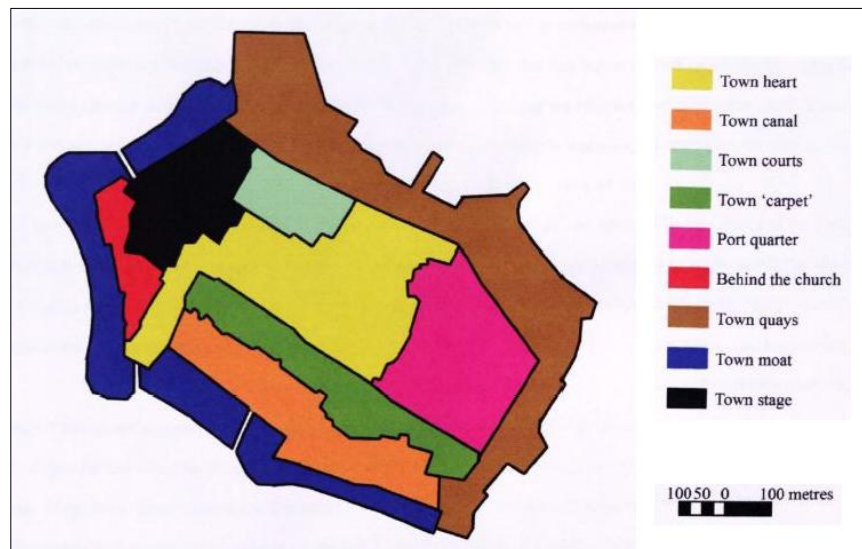 Town heart
Town canal
Town courts
Town ‘carpet’
Port quarter
Behind the church
Town quays
Town moat
Town stage
100 50 0 100 metres